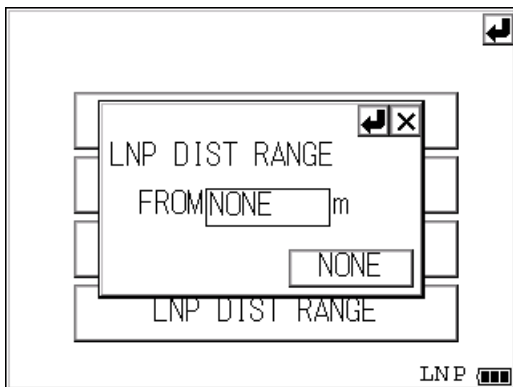 LNP DIST RANGE
FROM NONE m
NONE
LNP DIST RANGE
LNP